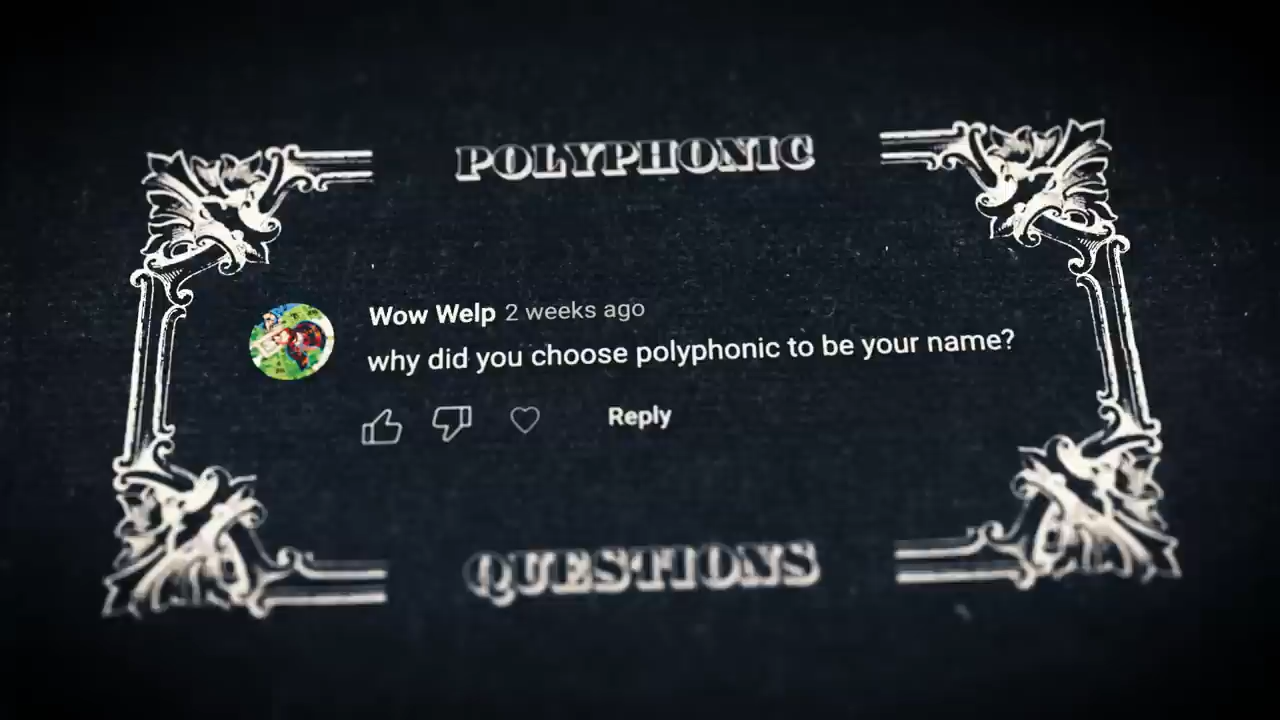 POLYPHONIC
Wow Welp 2 weeks ago
why did you choose polyphonic to be your name?
Reply
QUESTIONS